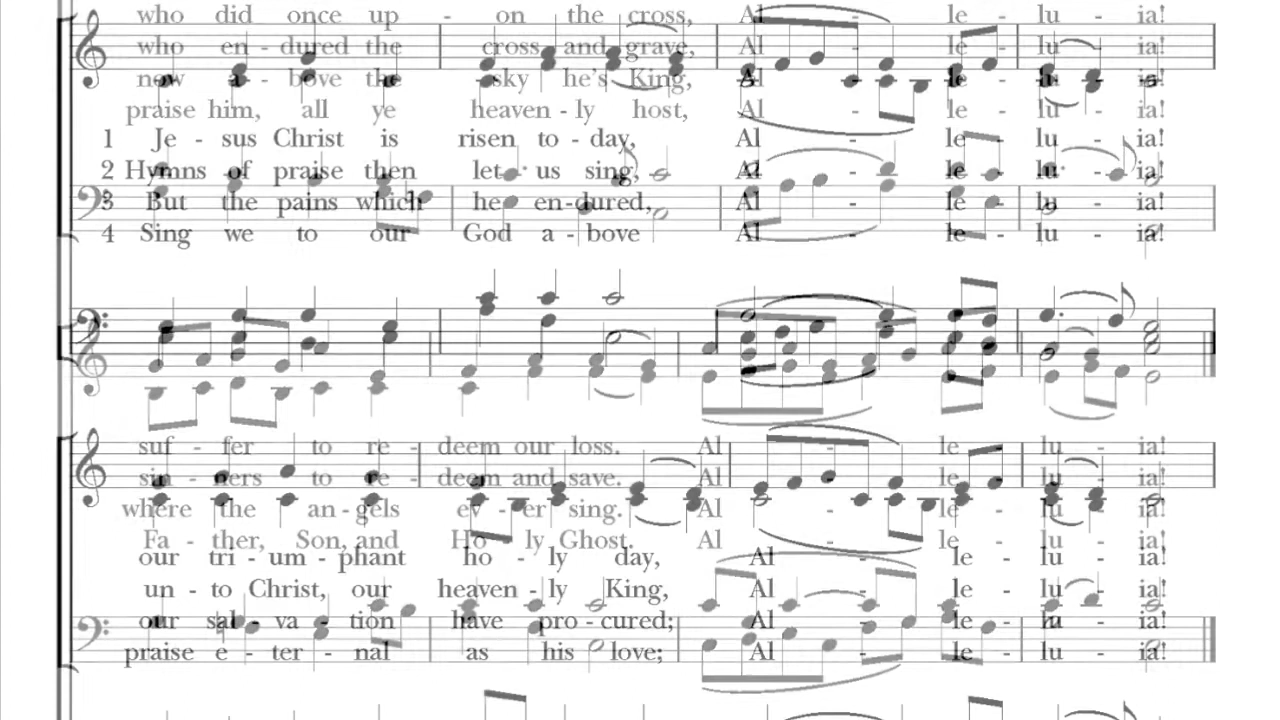 who did once up - on the cross, Al - le - lu - ia!
who en - dured the cross and grave, Al - le - lu - ia!
now a - bove the sky he's King, Al - le - lu - ia!
praise him, all ye heaven - ly host, Al - le - lu - ia!
1 Je - sus Christ is risen to - day, Al - le - lu - ia!
2 Hymns of praise then let us sing, Al - le - lu - ia!
3 But the pains which he en - dured, Al - le - lu - ia!
4 Sing we to our God a - bove Al - le - lu - ia!
suf - fer to re - deem our loss. Al - le - lu - ia!
sin - ners to re - deem and save. Al - le - lu - ia!
where the an - gels ev - er sing. Al - le - lu - ia!
Fa - ther, Son, and Ho - ly Ghost. Al - le - lu - ia!
our tri - um - phant ho - ly day, Al - le - lu - ia!
un - to Christ, our heaven - ly King, Al - le - lu - ia!
our sal - va - tion have pro - cured; Al - le - lu - ia!
praise e - ter - nal as his love; Al - le - lu - ia!